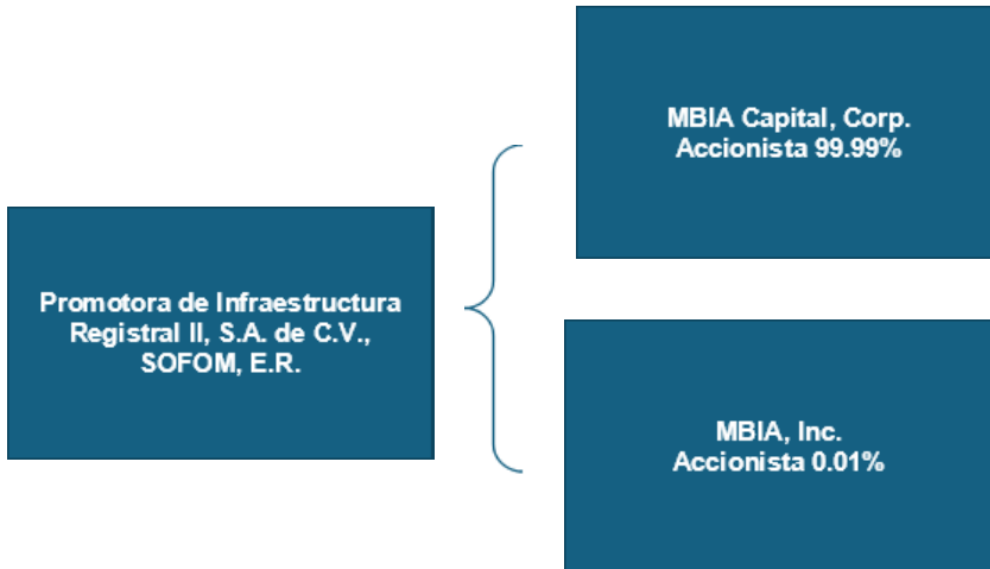 Promotora de Infraestructura
Registral II, S.A. de C.V.,
SOFOM, E.R.
MBIA Capital, Corp.
Accionista 99.99%
MBIA, Inc.
Accionista 0.01%